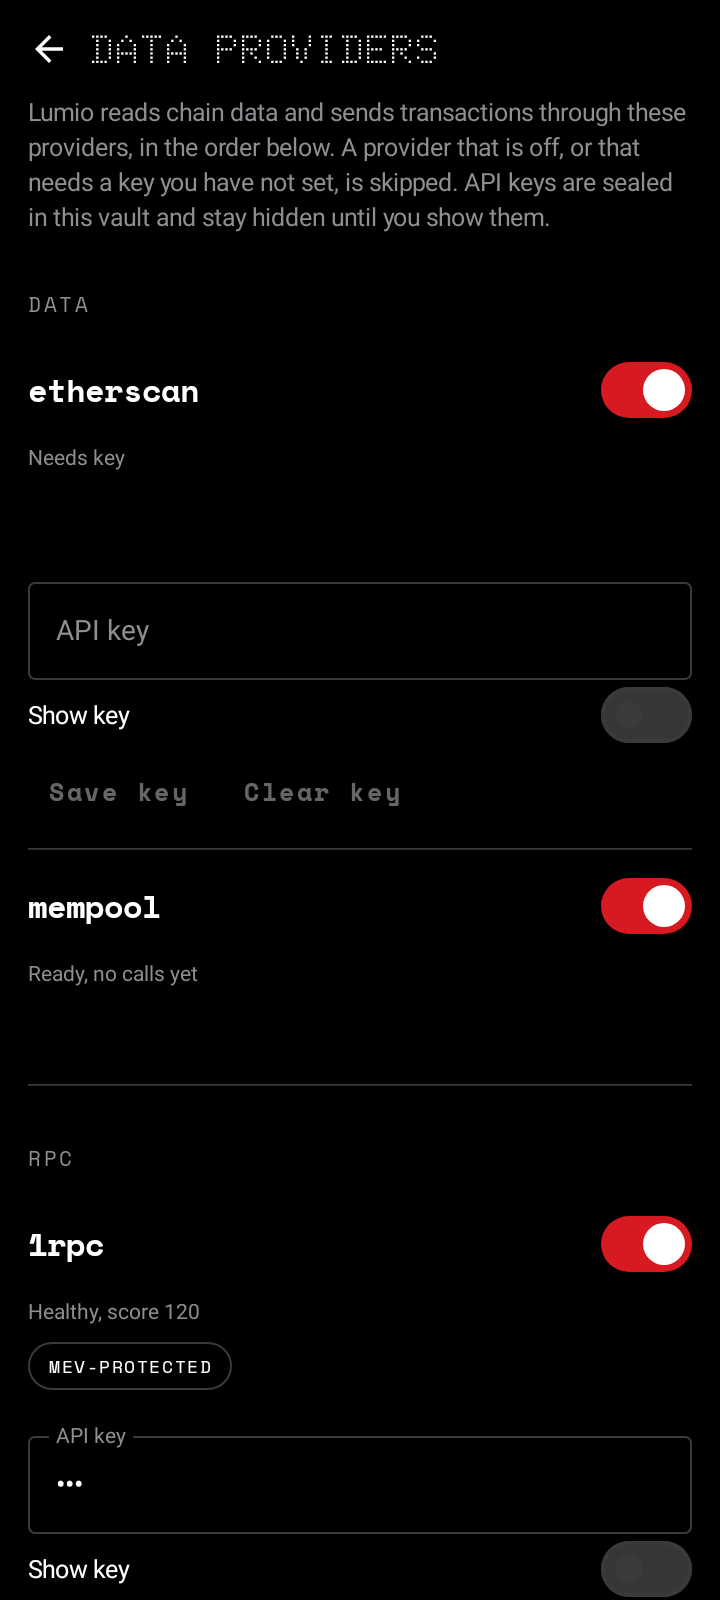 DATA PROVIDERS
Lumio reads chain data and sends transactions through these
providers, in the order below. A provider that is off, or that
needs a key you have not set, is skipped. API keys are sealed
in this vault and stay hidden until you show them.
DATA
etherscan
Needs key
API key
Show key
Save key Clear key
mempool
Ready, no calls yet
RPC
1rpc
Healthy, score 120
MEV-PROTECTED
API key
•••
Show key